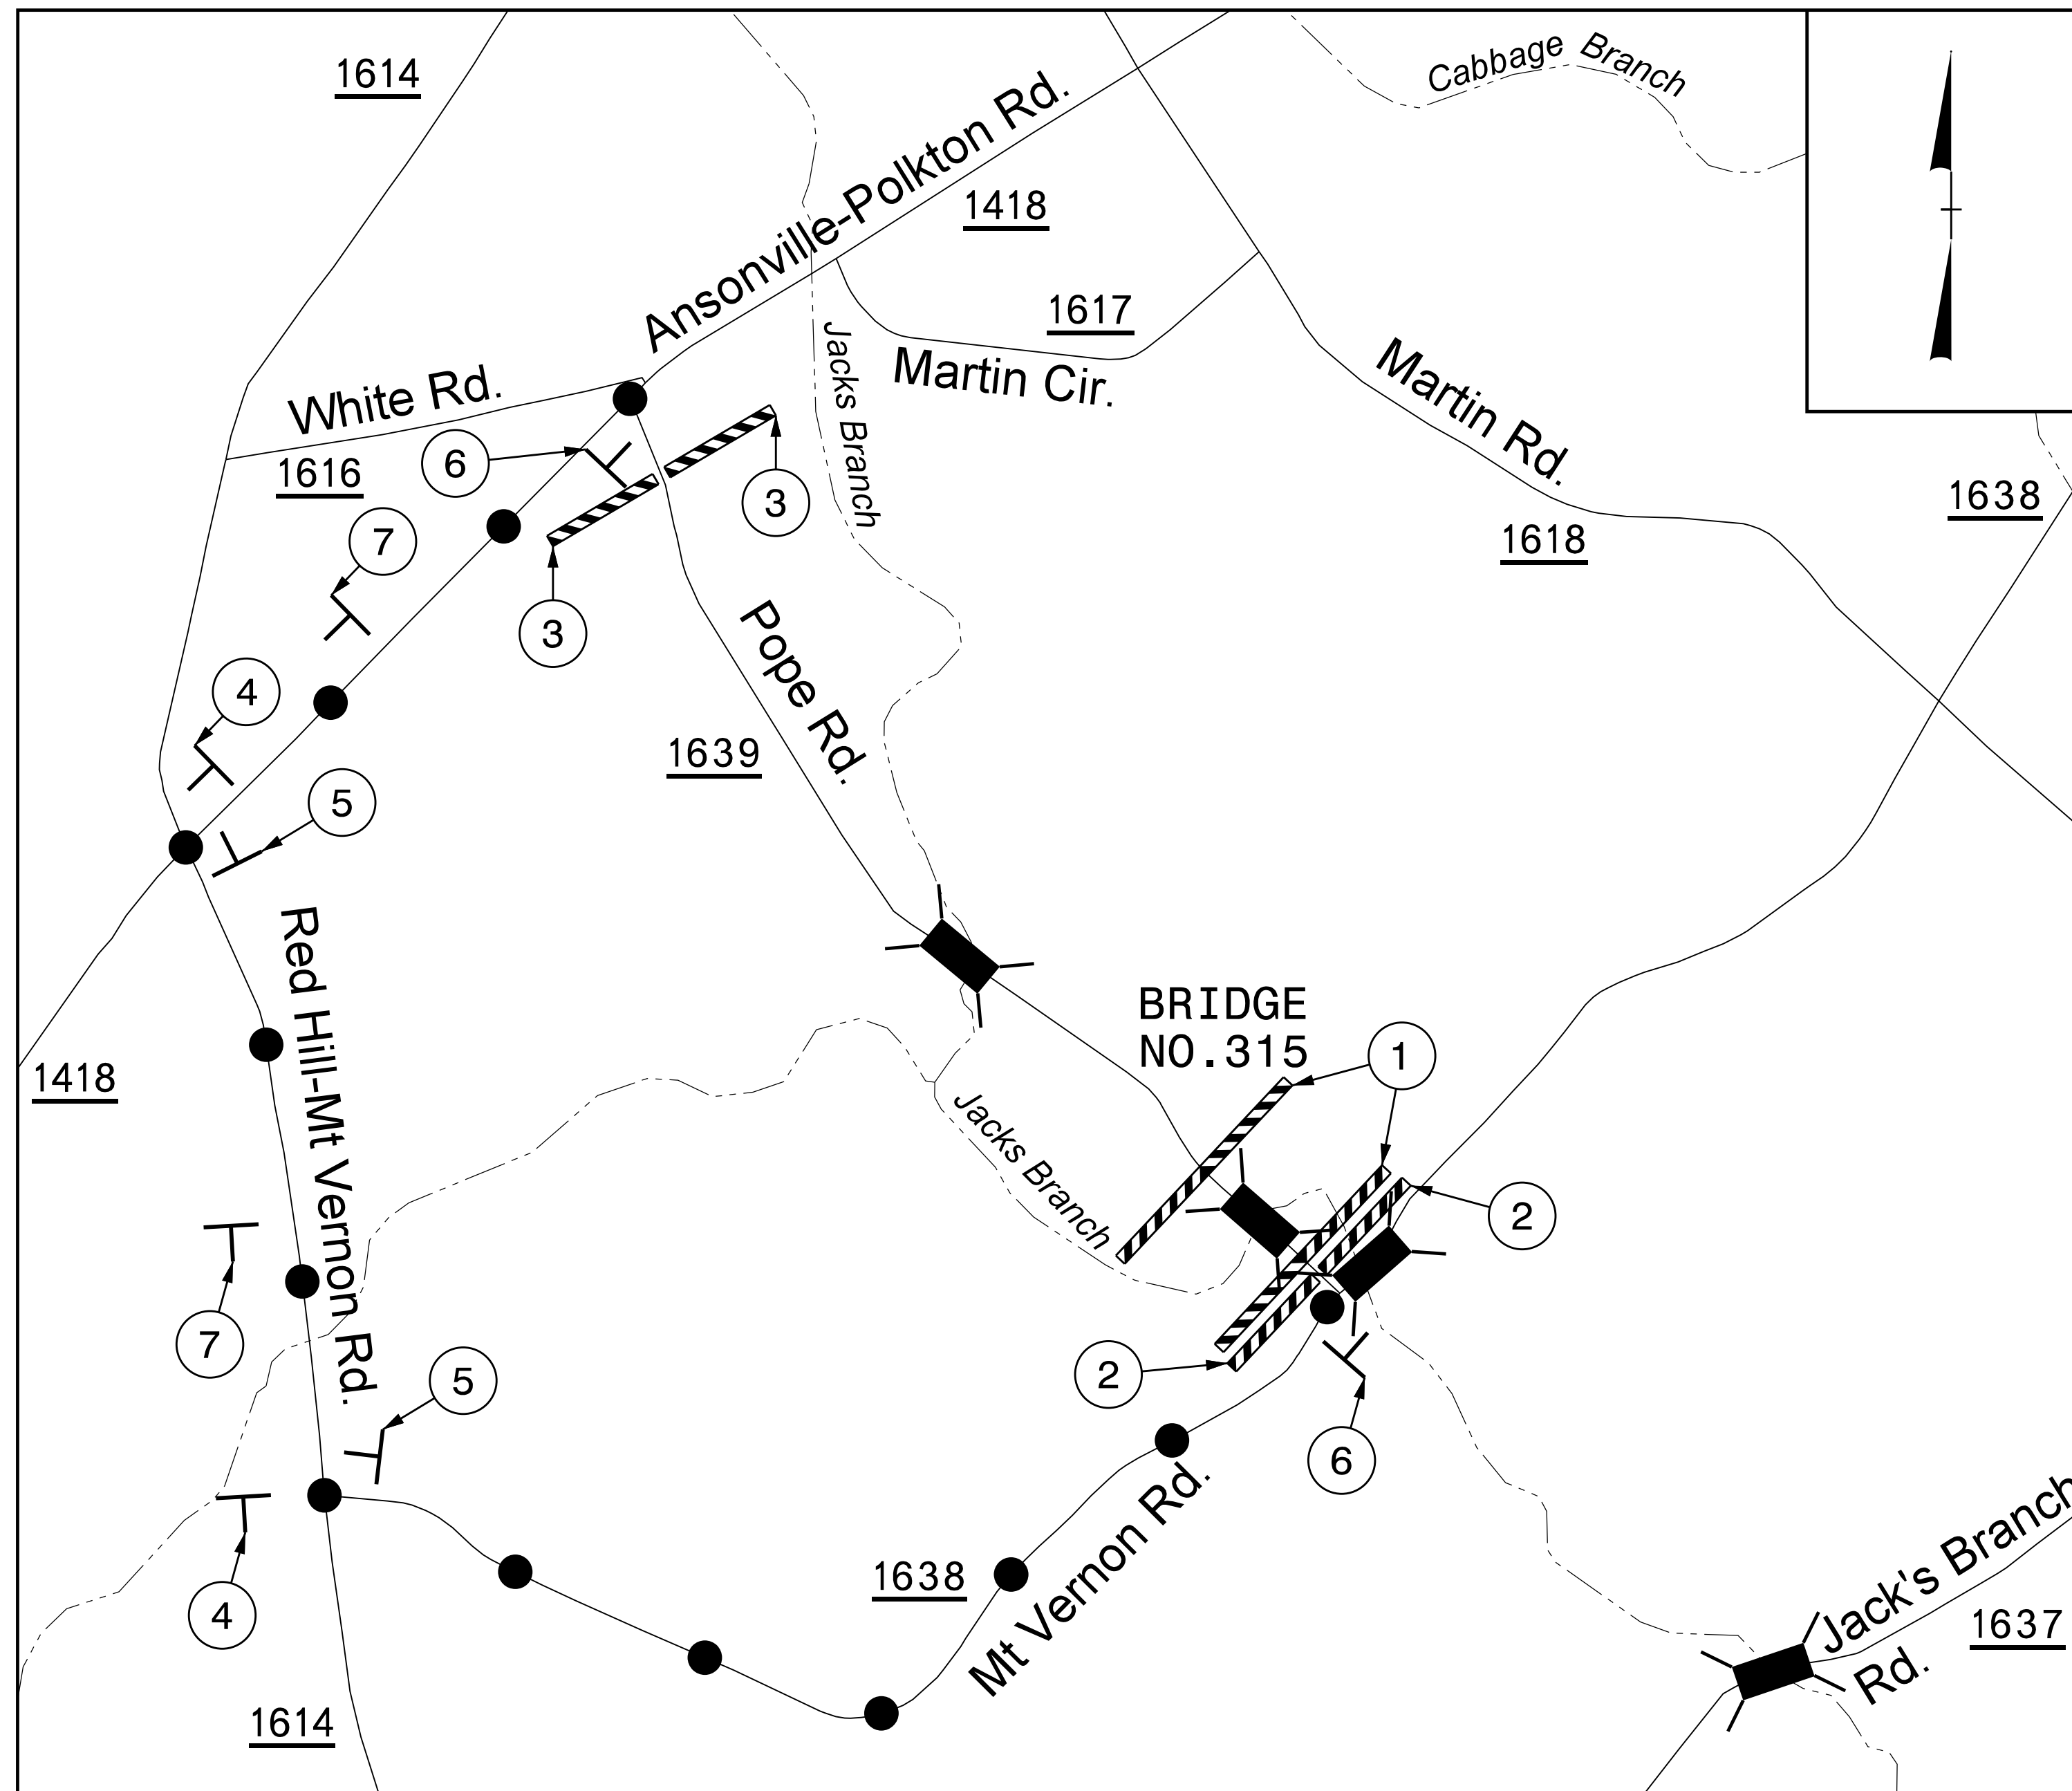 1614
Cabbage Branch
Ansonville-Polkton Rd.
1418
1617
Martin Cir.
Jacks Branch
Martin Rd.
White Rd.
1616
6
3
7
3
1638
1618
Pope Rd.
4
1639
5
Red Hill-Mt Vernon Rd.
BRIDGE
NO.315
1
1418
Jacks Branch
2
7
5
2
6
4
1638
Mt Vernon Rd.
Jack's Branch
Rd.
1637
1614